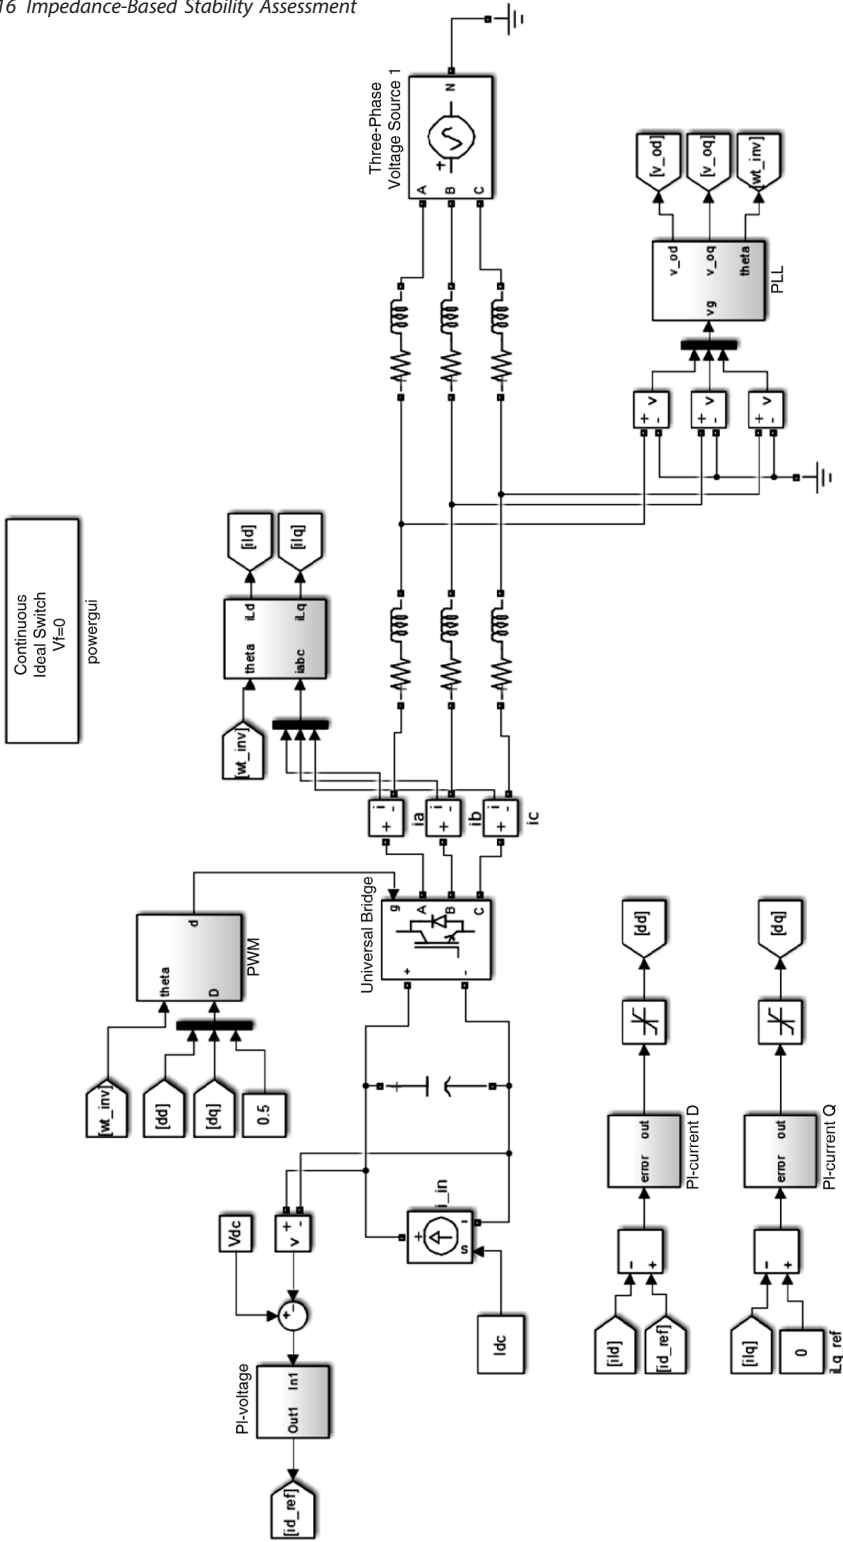 16 Impedance-Based Stability Assessment
Continuous
Ideal Switch
Vf=0
powergui
Three-Phase
Voltage Source 1
N
A
B
C
[v_od]
[v_oq]
[wt_inv]
v_od
v_oq
theta
vg
PLL
+ v
-
+ v
-
+ v
-
[ild]
[ilq]
iLd
iLq
theta
iabc
[wt_inv]
+ i
-
ia
+ i
-
ib
+ i
-
ic
Universal Bridge
g
A
B
C
+
-
d
theta
D
PWM
[wt_inv]
[dd]
[dq]
0.5
+
Vdc
v +
-
+
-
PI-voltage
Out1 In1
[id_ref]
i_in
+
-
s
Idc
[dd]
error out
PI-current D
-
+
[ild]
[id_ref]
[dq]
error out
PI-current Q
-
+
[ilq]
0
iLq_ref